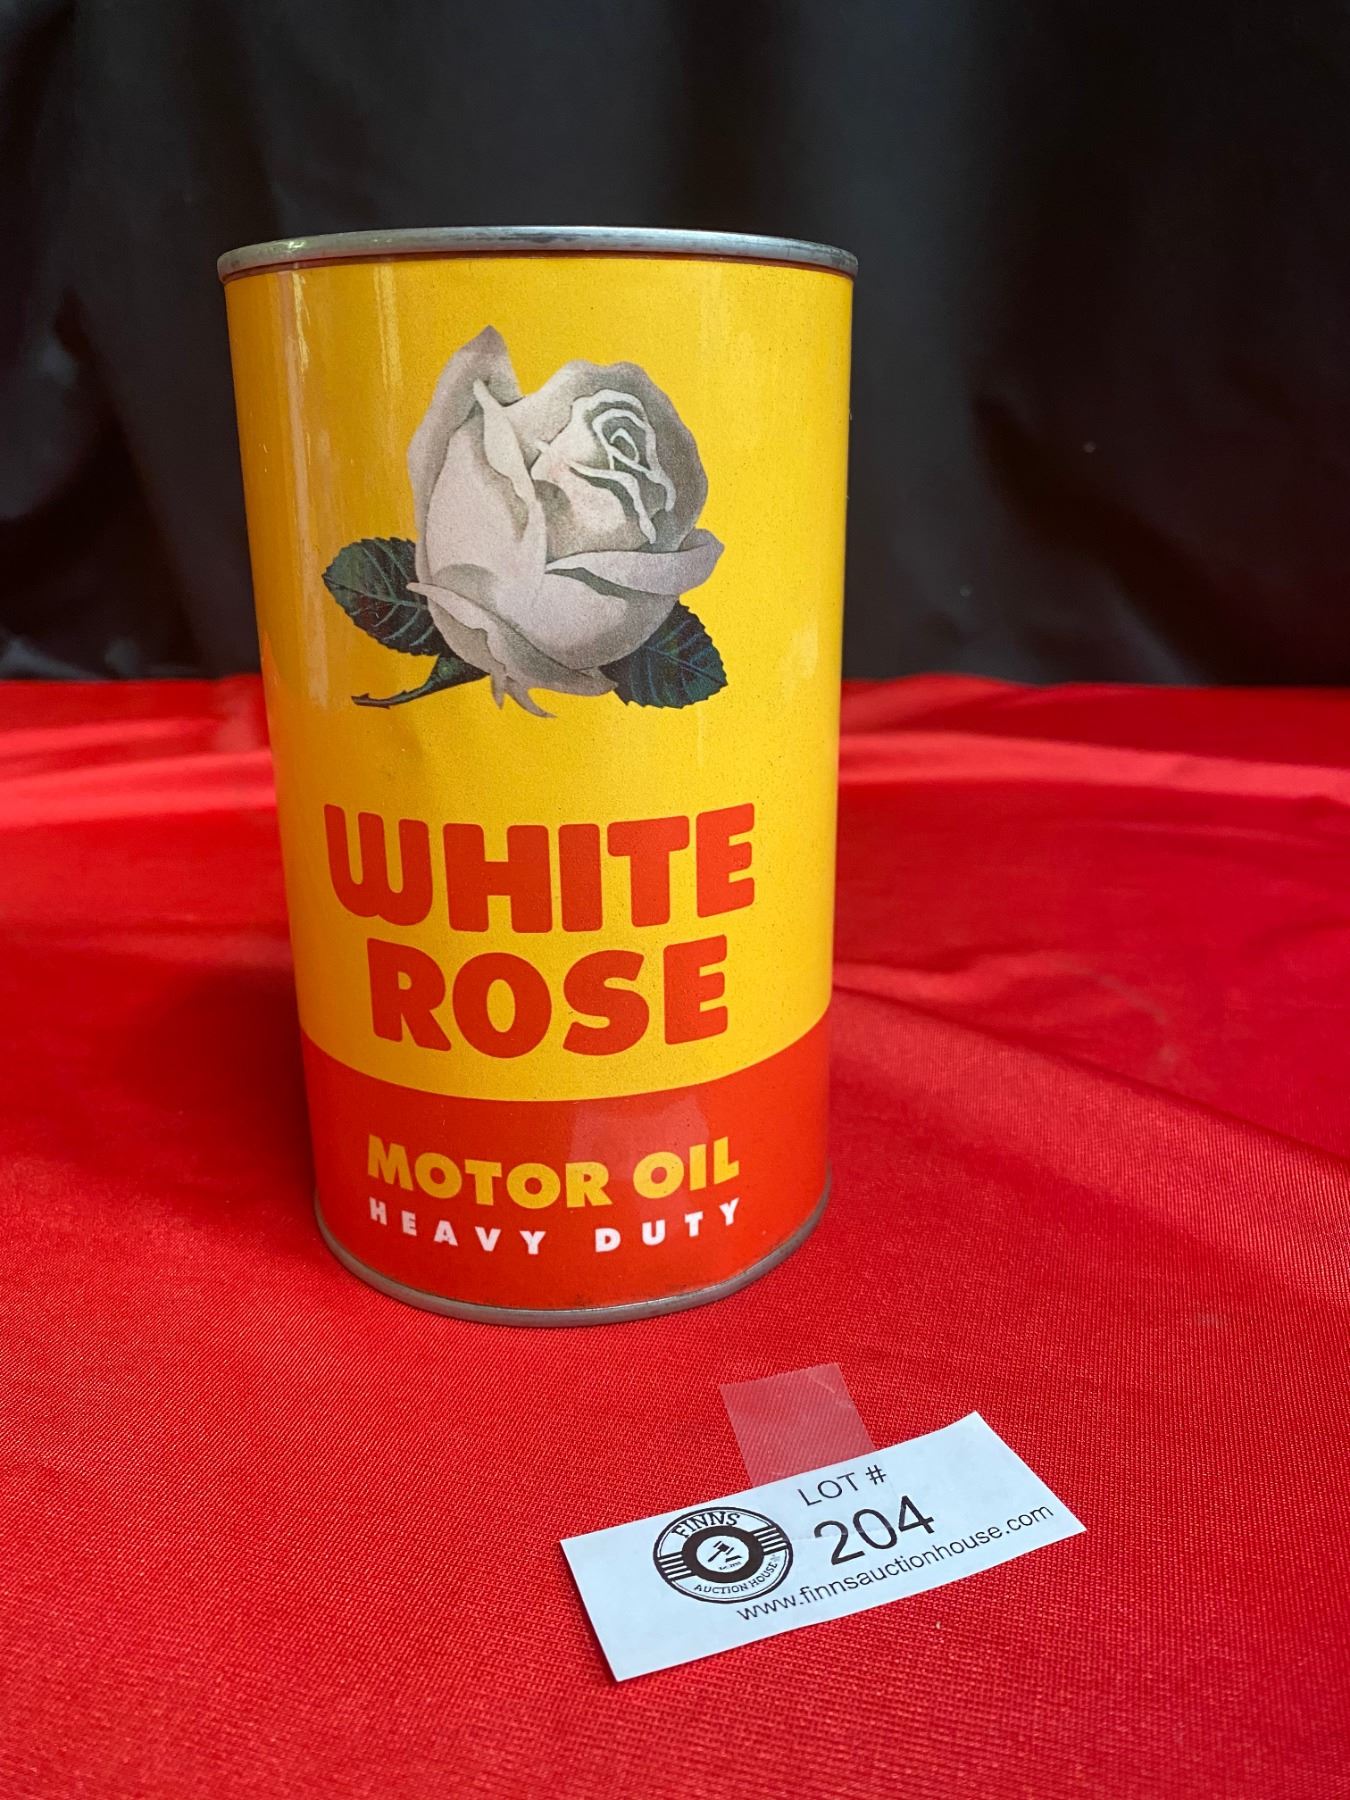 WHITE
ROSE
MOTOR OIL
HEAVY DUTY
LOT #
204
FINNS
AUCTION HOUSE
www.finnsauctionhouse.com